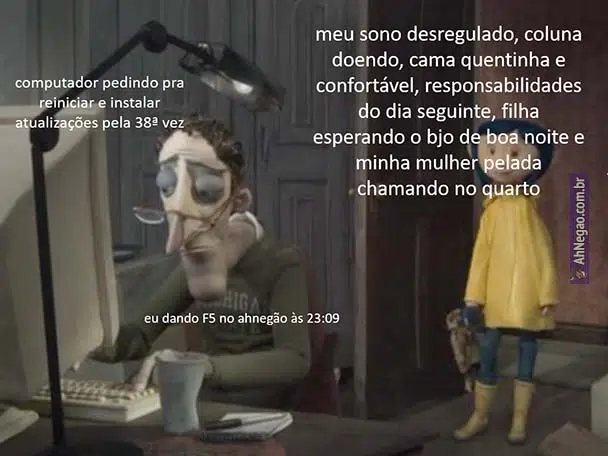 meu sono desregulado, coluna
doendo, cama quentinha e
confortável, responsabilidades
do dia seguinte, filha
esperando o bjo de boa noite e
minha mulher pelada
chamando no quarto
computador pedindo pra
reiniciar e instalar
atualizações pela 38ª vez
eu dando F5 no ahnegão às 23:09
AhNegao.com.br